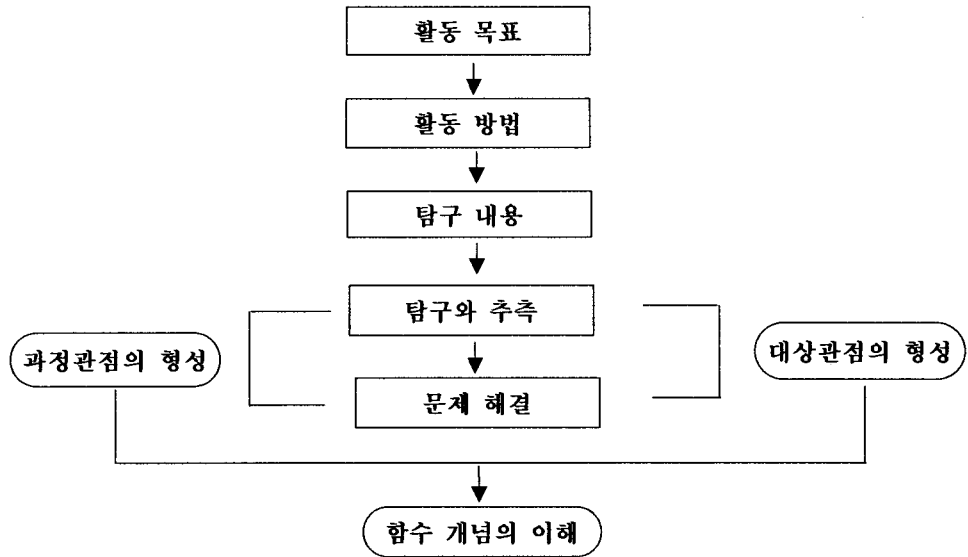 활동 목표
활동 방법
탐구 내용
탐구와 추측
과정관점의 형성
대상관점의 형성
문제 해결
함수 개념의 이해